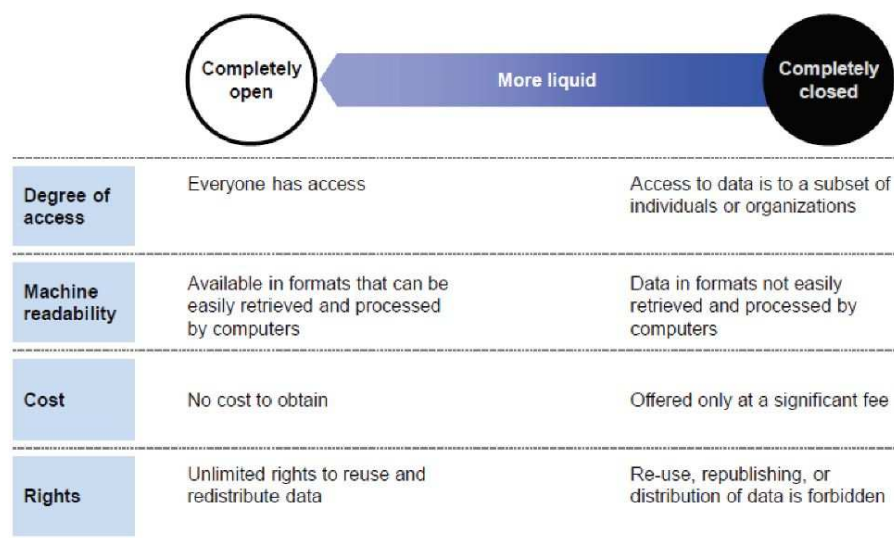 Completely
open
More liquid
Completely
closed
Degree of
access
Everyone has access
Access to data is to a subset of
individuals or organizations
Machine
readability
Available in formats that can be
easily retrieved and processed
by computers
Data in formats not easily
retrieved and processed by
computers
Cost
No cost to obtain
Offered only at a significant fee
Rights
Unlimited rights to reuse and
redistribute data
Re-use, republishing, or
distribution of data is forbidden